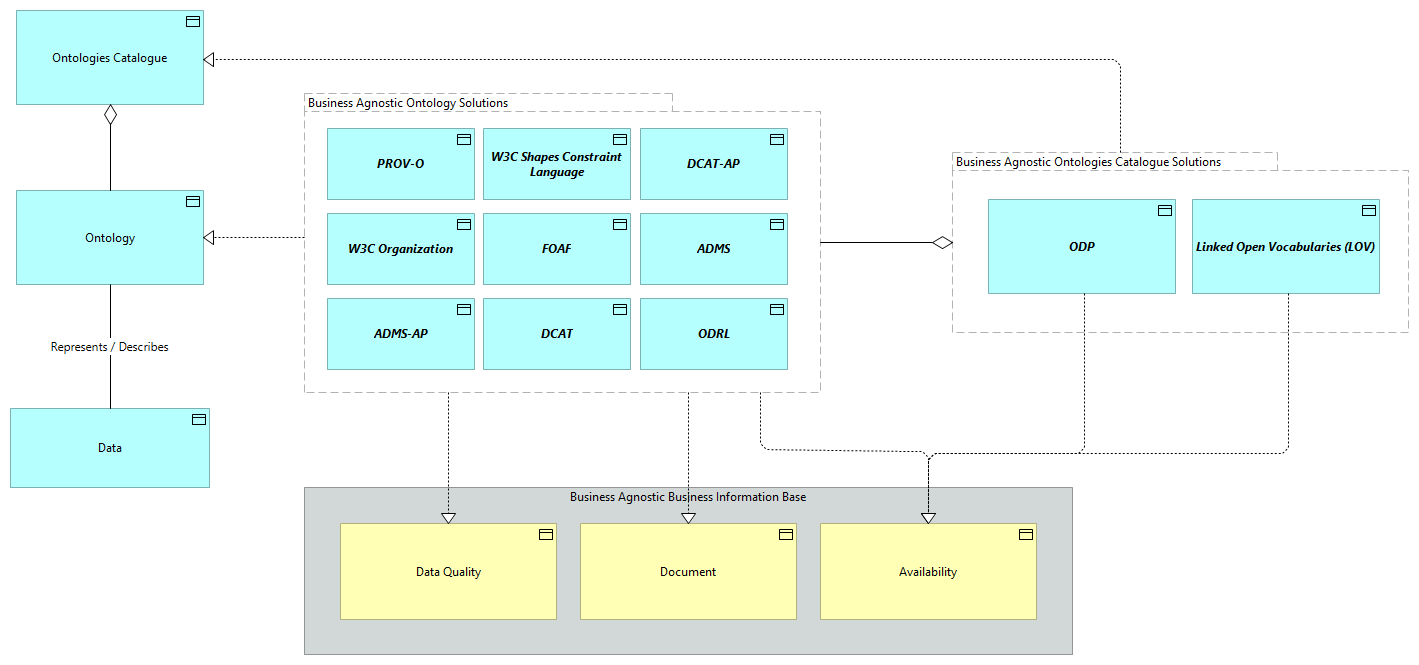 Ontologies Catalogue
Business Agnostic Ontology Solutions
PROV-O
W3C Shapes Constraint
Language
DCAT-AP
Business Agnostic Ontologies Catalogue Solutions
Ontology
W3C Organization
FOAF
ADMS
ODP
Linked Open Vocabularies (LOV)
ADMS-AP
DCAT
ODRL
Represents / Describes
Data
Business Agnostic Business Information Base
Data Quality
Document
Availability